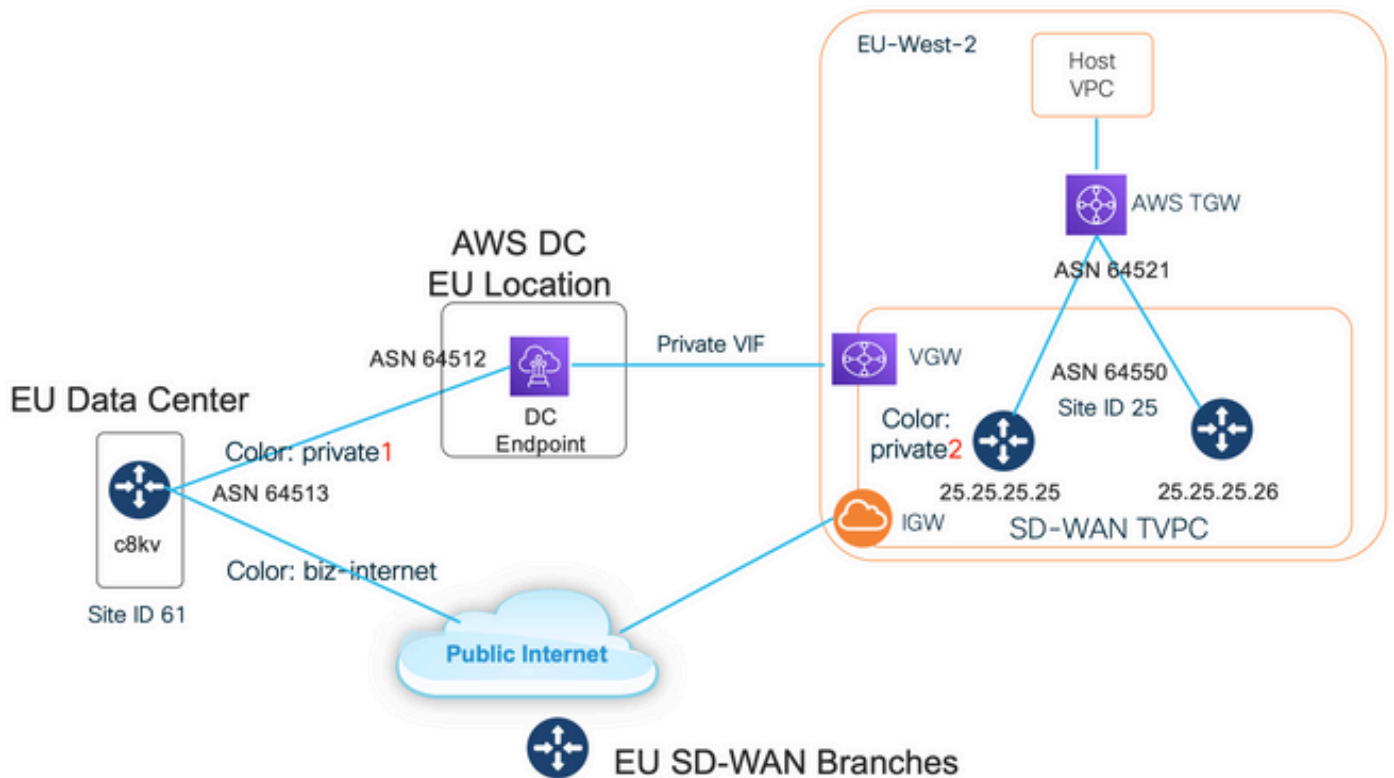 EU-West-2
Host
VPC
AWS TGW
AWS DC
EU Location
ASN 64521
ASN 64512
Private VIF
VGW
ASN 64550
Site ID 25
EU Data Center
DC
Endpoint
Color:
private2
Color: private1
ASN 64513
25.25.25.25
25.25.25.26
c8kv
IGW
SD-WAN TVPC
Color: biz-internet
Site ID 61
Public Internet
EU SD-WAN Branches